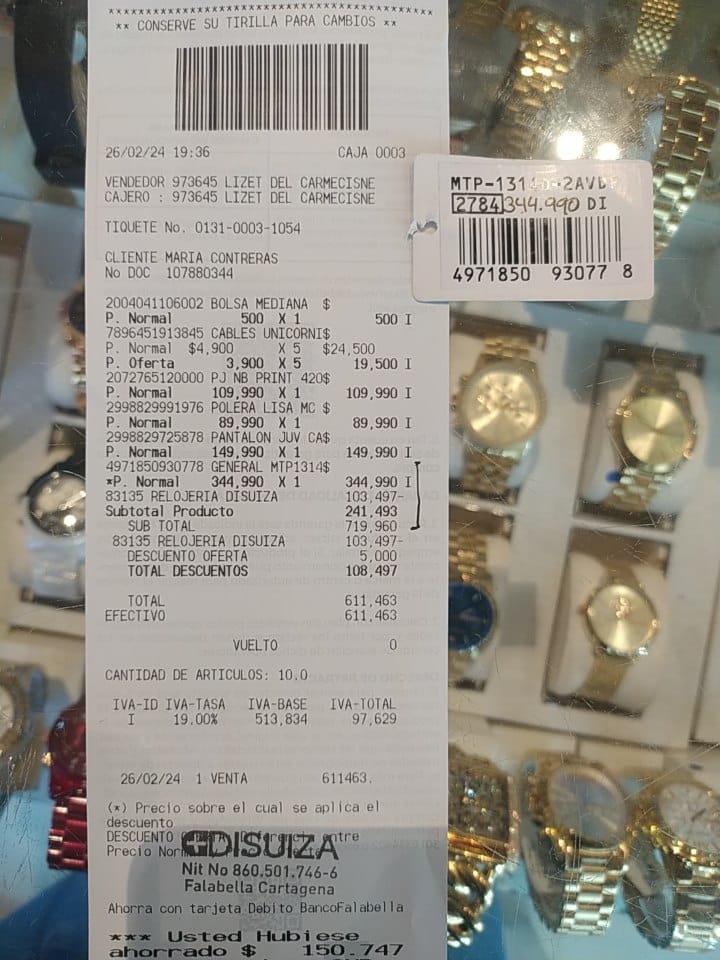 ** CONSERVE SU TIRILLA PARA CAMBIOS **
26/02/24 19:36 CAJA 0003
VENDEDOR 973645 LIZET DEL CARMECISNE
CAJERO : 973645 LIZET DEL CARMECISNE
TIQUETE No. 0131-0003-1054
CLIENTE MARIA CONTRERAS
No DOC 107880344
2004041106002 BOLSA MEDIANA $
P. Normal 500 X 1 500 I
7896451913845 CABLES UNICORNI$
P. Normal $4,900 X 5 $24,500
P. Oferta 3,900 X 5 19,500 I
2072765120000 PJ NB PRINT 420$
P. Normal 109,990 X 1 109,990 I
2998829991976 POLERA LISA MC $
P. Normal 89,990 X 1 89,990 I
2998829725878 PANTALON JUV CA$
P. Normal 149,990 X 1 149,990 I
4971850930778 GENERAL MTP1314$
*P. Normal 344,990 X 1 344,990 I
83135 RELOJERIA DISUIZA 103,497-
Subtotal Producto 241,493
SUB TOTAL 719,960
83135 RELOJERIA DISUIZA 103,497-
DESCUENTO OFERTA 5,000
TOTAL DESCUENTOS 108,497
TOTAL 611,463
EFECTIVO 611,463
VUELTO 0
CANTIDAD DE ARTICULOS: 10.0
IVA-ID IVA-TASA IVA-BASE IVA-TOTAL
I 19.00% 513,834 97,629
26/02/24 1 VENTA 611463.
(*) Precio sobre el cual se aplica el
descuento
DESCUENTO Diferencia entre
Precio
DISUIZA
Nit No 860.501.746-6
Falabella Cartagena
Ahorra con tarjeta Debito BancoFalabella
*** Usted Hubiese
ahorrado $ 150.747
2784 344.990 DI
4971850 93077 8